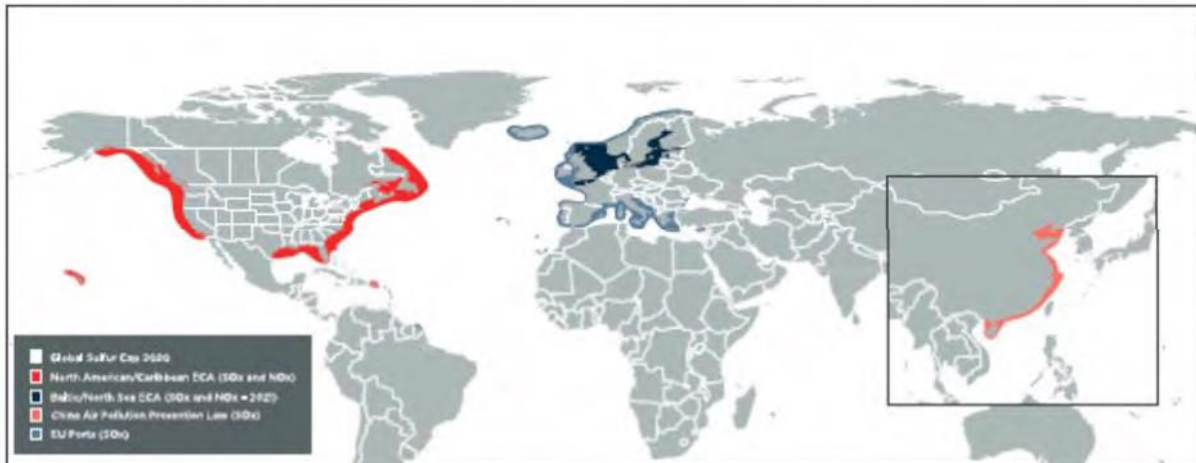 Global Sulfur Cap 2020
North American/Caribbean ECA (SOx and NOx)
Baltic/North Sea ECA (SOx and NOx – 2021)
China Air Pollution Prevention Law (SOx)
EU Ports (SOx)